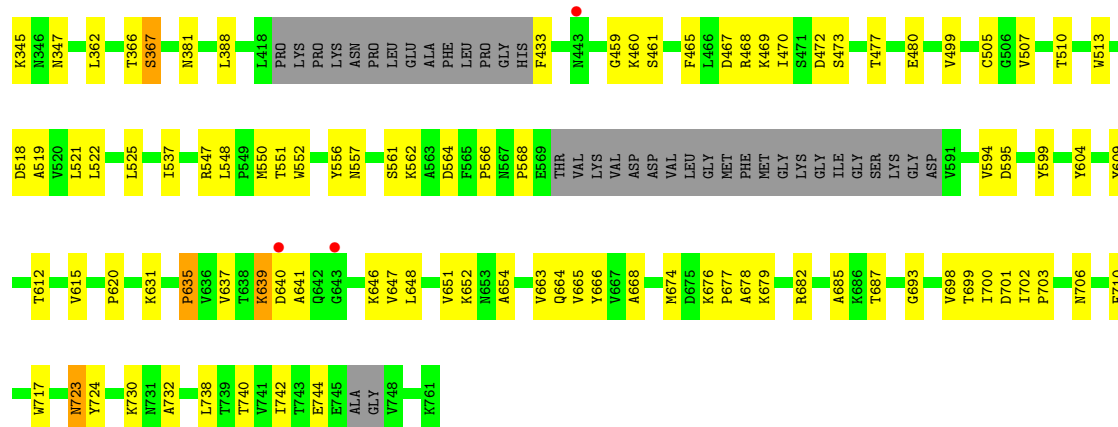 K345 N346 N347 L362 T366 S367 N381 L388 L418 PRO LYS PRO PRO LYS ASN PRO LEU GLU ALA PHE LEU PRO GLY HIS F433 N443 G459 K460 S461 F465 L466 D467 R468 K469 I470 S471 D472 S473 T477 E480 V499 C505 G506 V507 T510 W513
D518 A519 V520 L521 L522 L525 I537 R547 L548 P549 M550 T551 W552 Y556 N557 S561 K562 A563 D564 F565 P566 N567 P568 E569 THR VAL LYS VAL ASP ASP VAL LEU GLY MET PHE MET GLY LYS GLY ILE GLY SER LYS GLY ASP V591 V594 D595 Y599 Y604 Y609
T612 V615 P620 K631 P635 V636 V637 T638 K639 D640 A641 Q642 G643 K646 V647 L648 V651 K652 N653 A654 V663 Q664 V665 Y666 V667 A668 M674 D675 K676 P677 A678 K679 R682 A685 K686 T687 G693 V698 T699 I700 D701 I702 P703 N706
W717 N723 Y724 K730 N731 A732 L738 T739 T740 V741 I742 T743 E744 E745 ALA GLY V748 K761